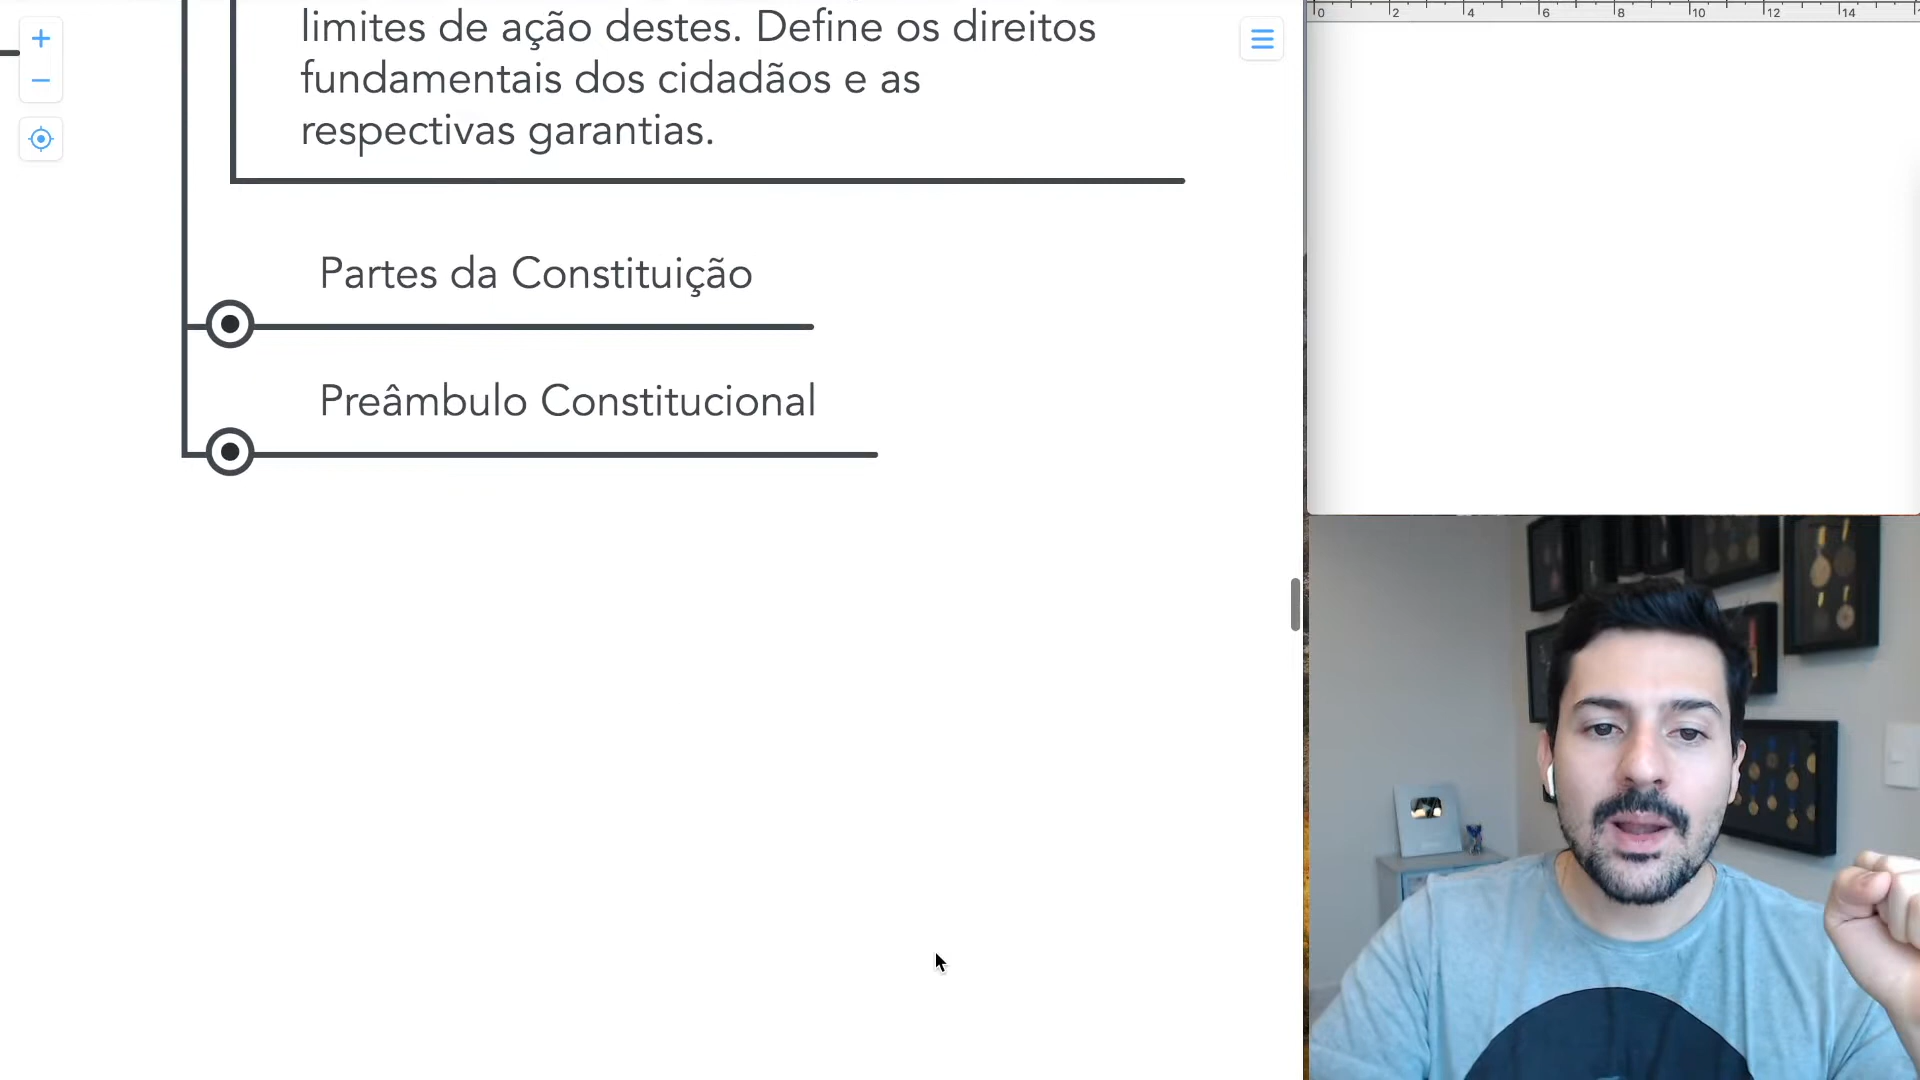 limites de ação destes. Define os direitos
fundamentais dos cidadãos e as
respectivas garantias.
Partes da Constituição
Preâmbulo Constitucional
0 2 4 6 8 10 12 14